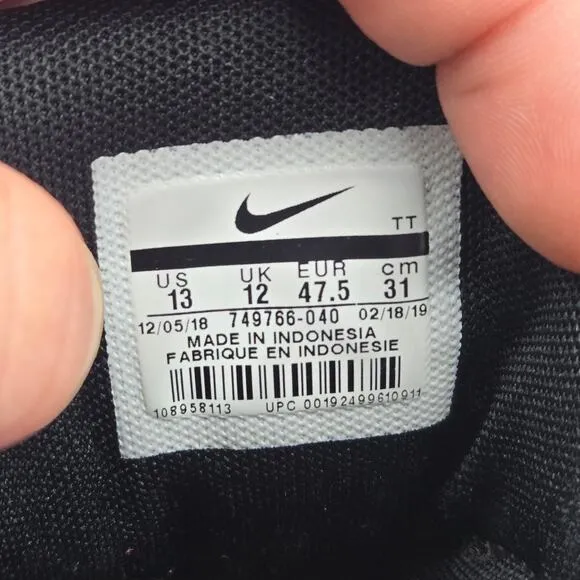 TT
US UK EUR cm
13 12 47.5 31
12/05/18 749766-040 02/18/19
MADE IN INDONESIA
FABRIQUE EN INDONESIE
108958113 UPC 00192499610911